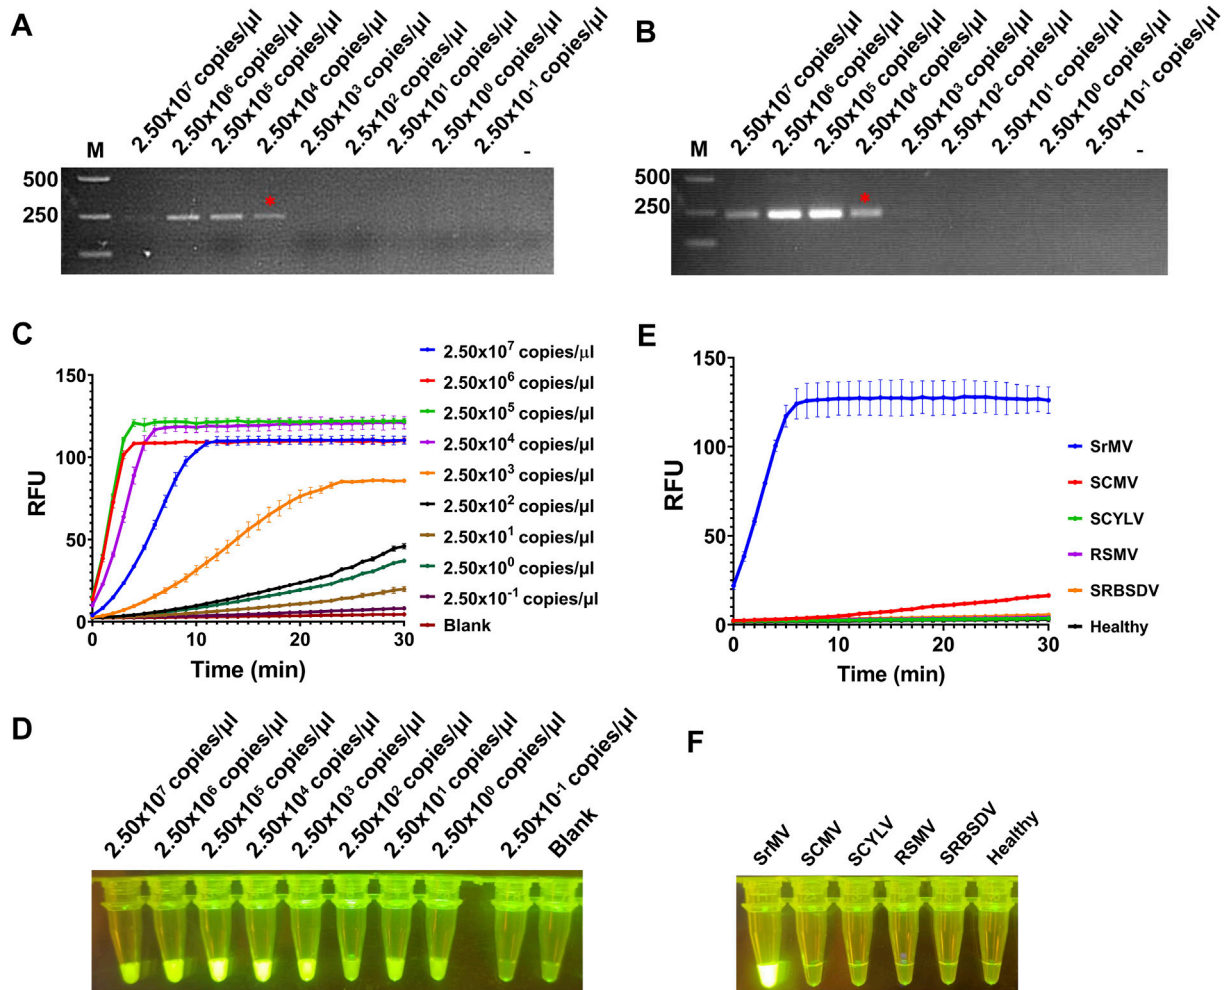 A
2.50x10⁷ copies/µl
2.50x10⁶ copies/µl
2.50x10⁵ copies/µl
2.50x10⁴ copies/µl
2.50x10³ copies/µl
2.5x10² copies/µl
2.50x10¹ copies/µl
2.50x10⁰ copies/µl
2.50x10⁻¹ copies/µl
-
M
500
250
*
B
2.50x10⁷ copies/µl
2.50x10⁶ copies/µl
2.50x10⁵ copies/µl
2.50x10⁴ copies/µl
2.50x10³ copies/µl
2.50x10² copies/µl
2.50x10¹ copies/µl
2.50x10⁰ copies/µl
2.50x10⁻¹ copies/µl
-
M
500
250
*
C
150
100
50
0
RFU
0 10 20 30
Time (min)
2.50x10⁷ copies/µl
2.50x10⁶ copies/µl
2.50x10⁵ copies/µl
2.50x10⁴ copies/µl
2.50x10³ copies/µl
2.50x10² copies/µl
2.50x10¹ copies/µl
2.50x10⁰ copies/µl
2.50x10⁻¹ copies/µl
Blank
E
150
100
50
0
RFU
0 10 20 30
Time (min)
SrMV
SCMV
SCYLV
RSMV
SRBSDV
Healthy
D
2.50x10⁷ copies/µl
2.50x10⁶ copies/µl
2.50x10⁵ copies/µl
2.50x10⁴ copies/µl
2.50x10³ copies/µl
2.50x10² copies/µl
2.50x10¹ copies/µl
2.50x10⁰ copies/µl
2.50x10⁻¹ copies/µl
Blank
F
SrMV
SCMV
SCYLV
RSMV
SRBSDV
Healthy